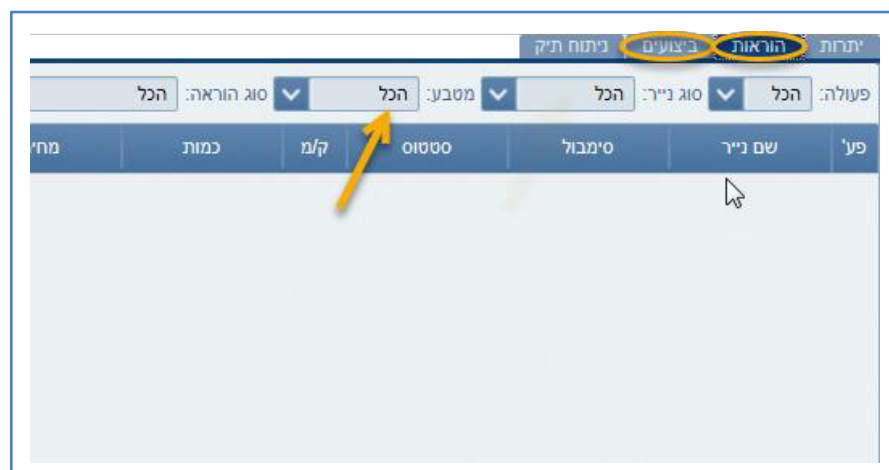 יתרות הוראות ביצועים ניתוח תיק
פעולה: הכל סוג נייר: הכל מטבע: הכל סוג הוראה: הכל
פע' שם נייר סימבול סטטוס ק/מ כמות